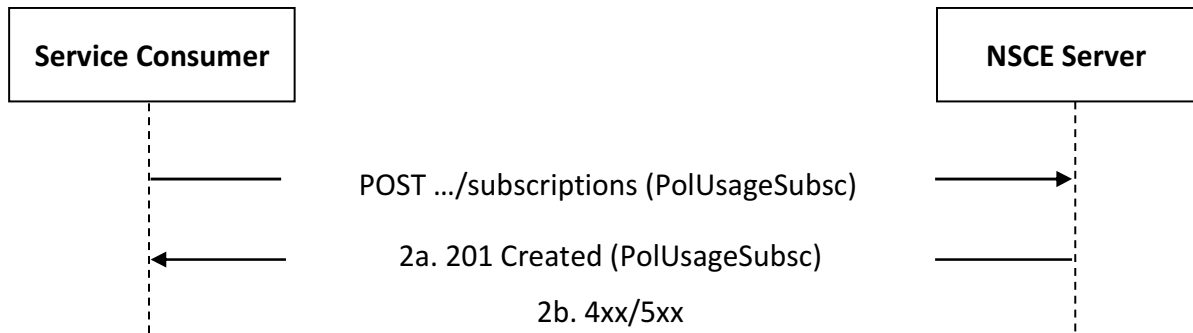 Service Consumer
NSCE Server
POST …/subscriptions (PolUsageSubsc)
2a. 201 Created (PolUsageSubsc)
2b. 4xx/5xx